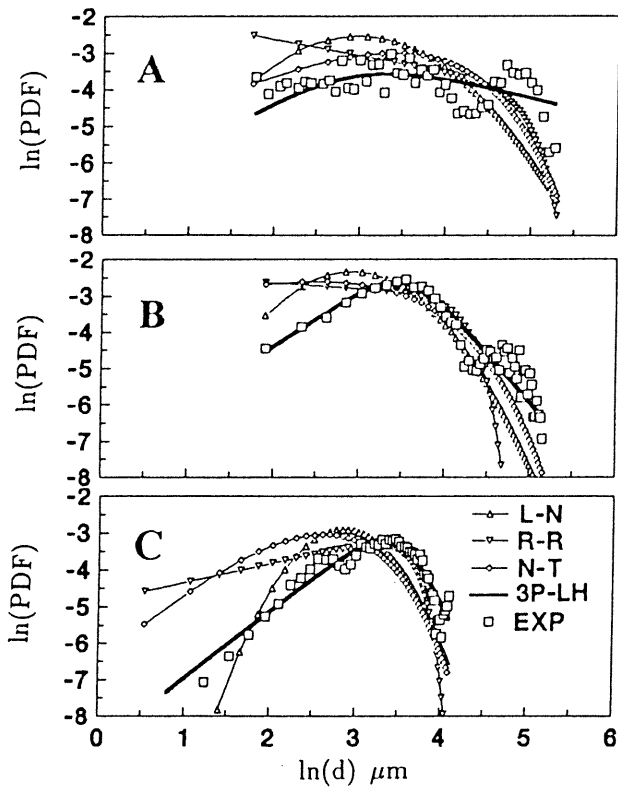 -2
-3
A
-4
-5
-6
-7
-8
ln(PDF)
-2
-3
B
-4
-5
-6
-7
-8
ln(PDF)
-2
-3
C
-4
-5
-6
-7
-8
ln(PDF)
L-N
R-R
N-T
3P-LH
EXP
0 1 2 3 4 5 6
ln(d) μm